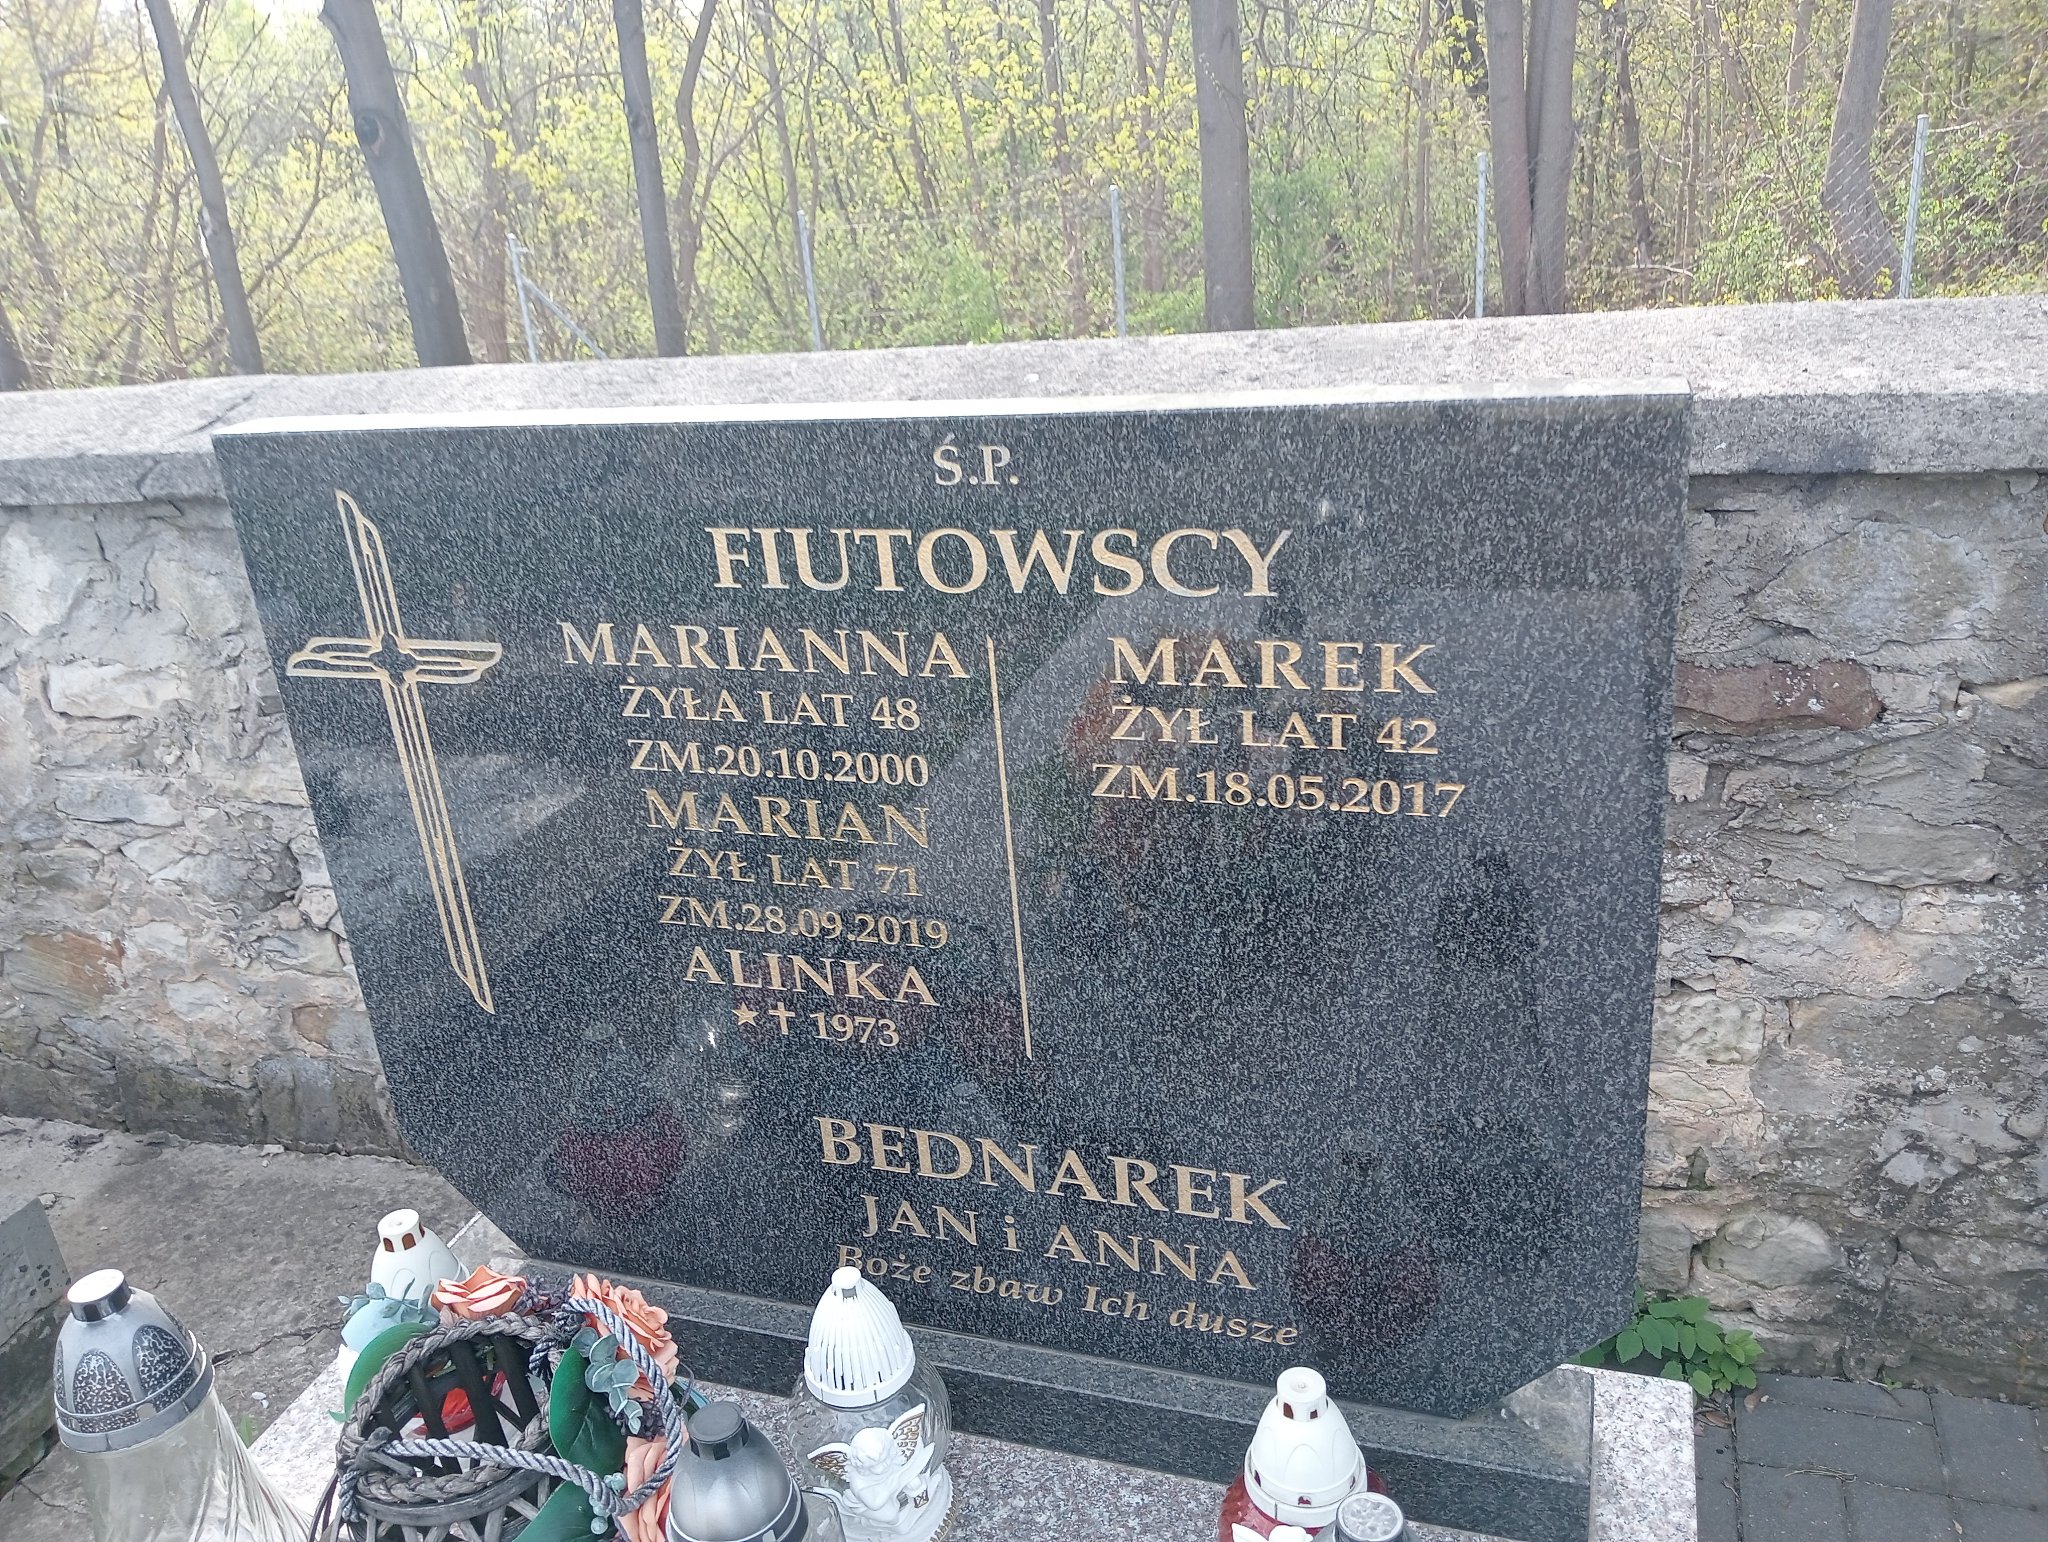 Ś.P.
FIUTOWSCY
MARIANNA
ŻYŁA LAT 48
ZM.20.10.2000
MARIAN
ŻYŁ LAT 71
ZM.28.09.2019
ALINKA
★✝ 1973
MAREK
ŻYŁ LAT 42
ZM.18.05.2017
BEDNAREK
JAN i ANNA
Boże zbaw Ich dusze